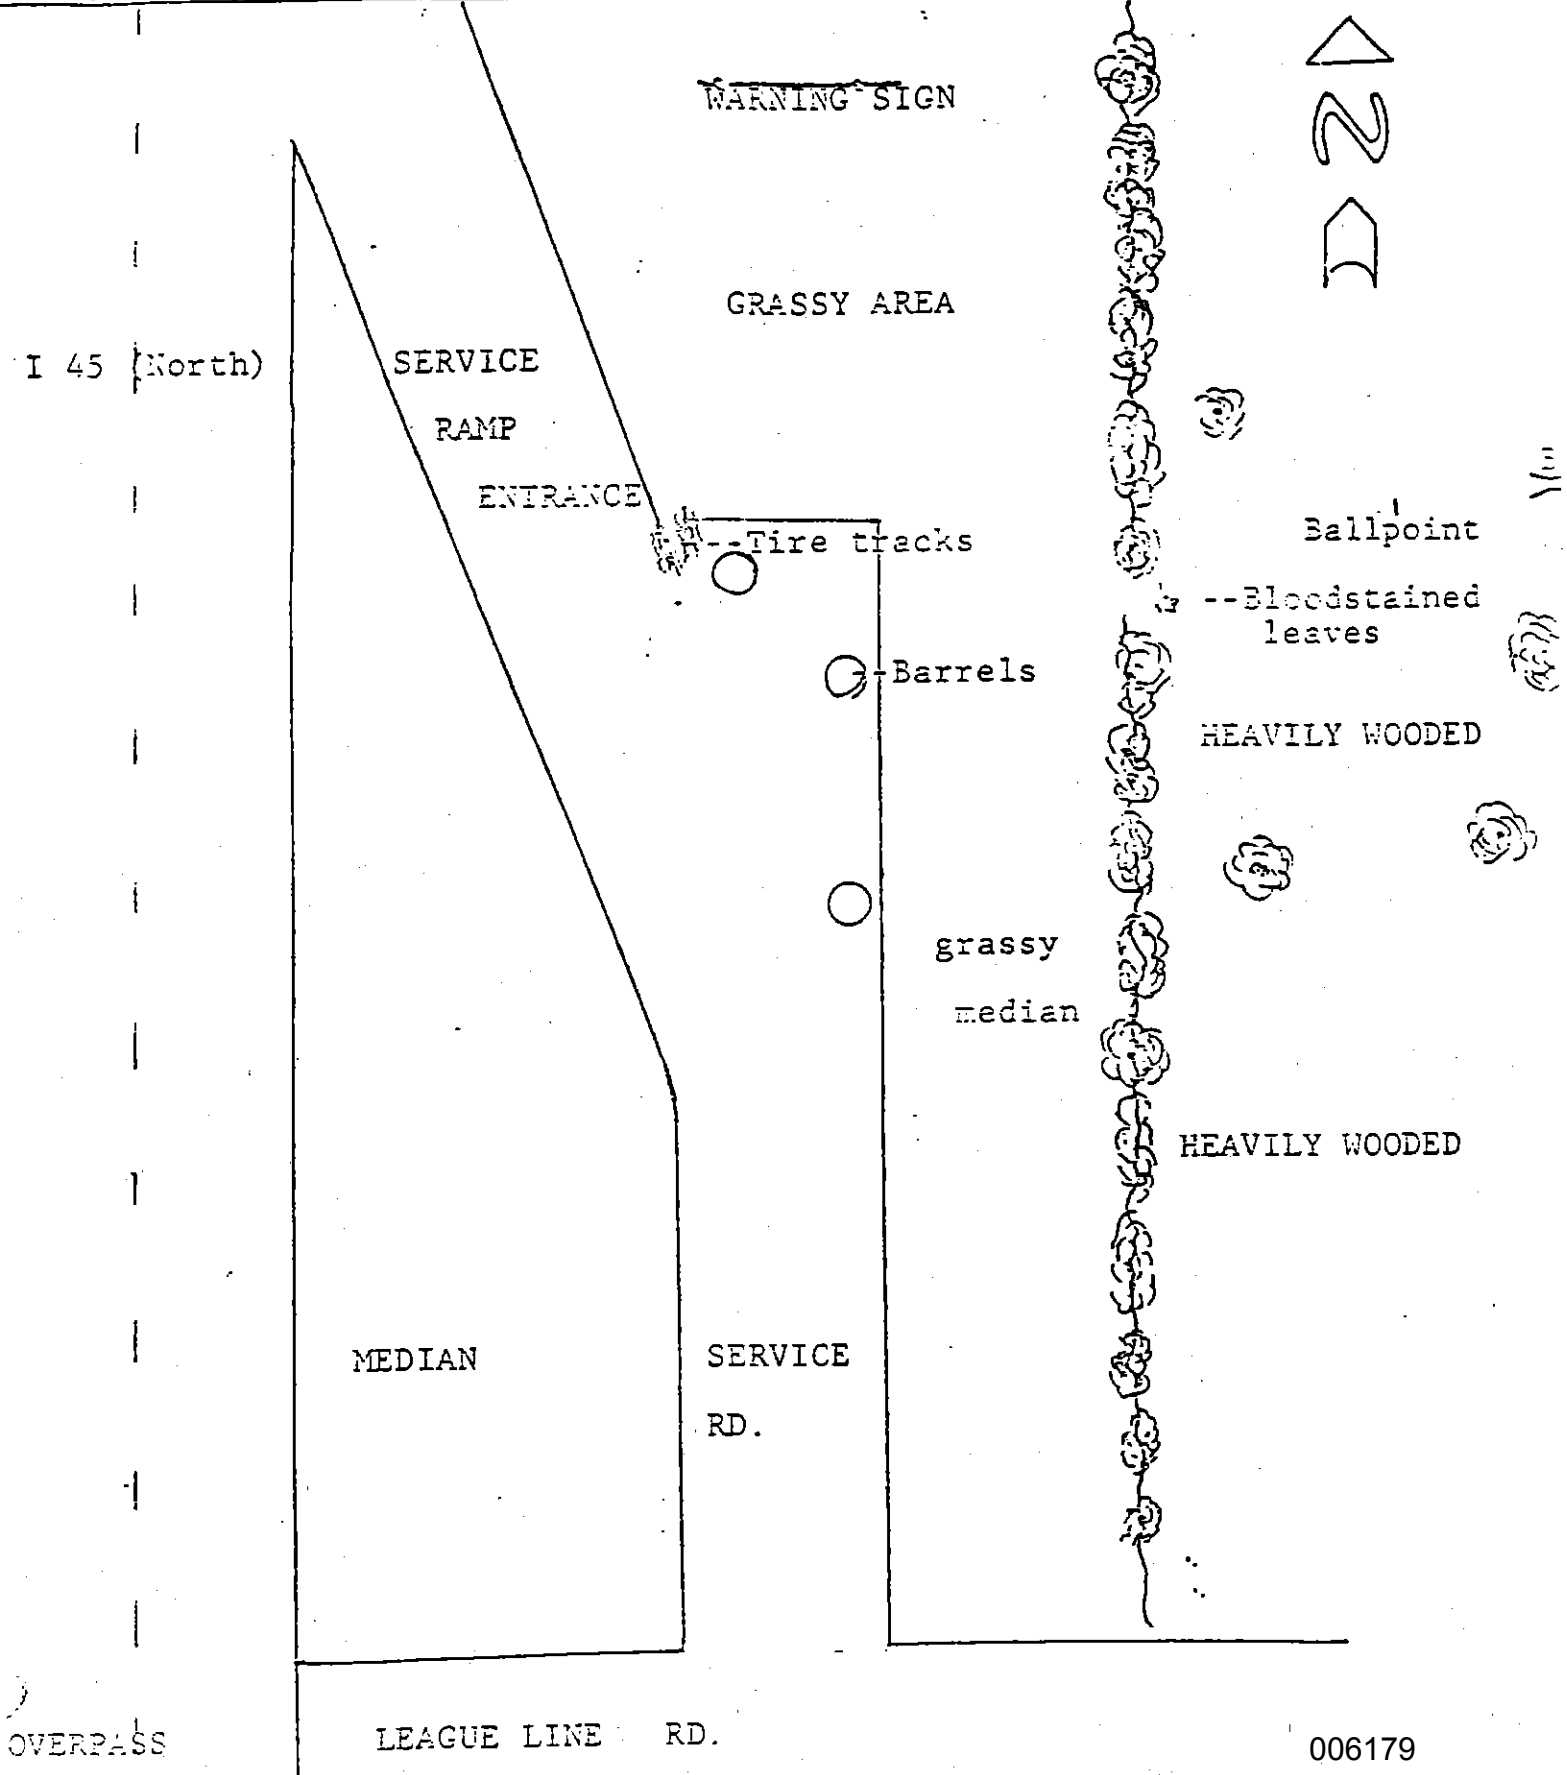 N
WARNING SIGN
GRASSY AREA
I 45 (North)
SERVICE
RAMP
ENTRANCE
--Tire tracks
Ballpoint
--Bloodstained
leaves
--Barrels
HEAVILY WOODED
grassy
median
HEAVILY WOODED
MEDIAN
SERVICE
RD.
OVERPASS
LEAGUE LINE RD.
006179